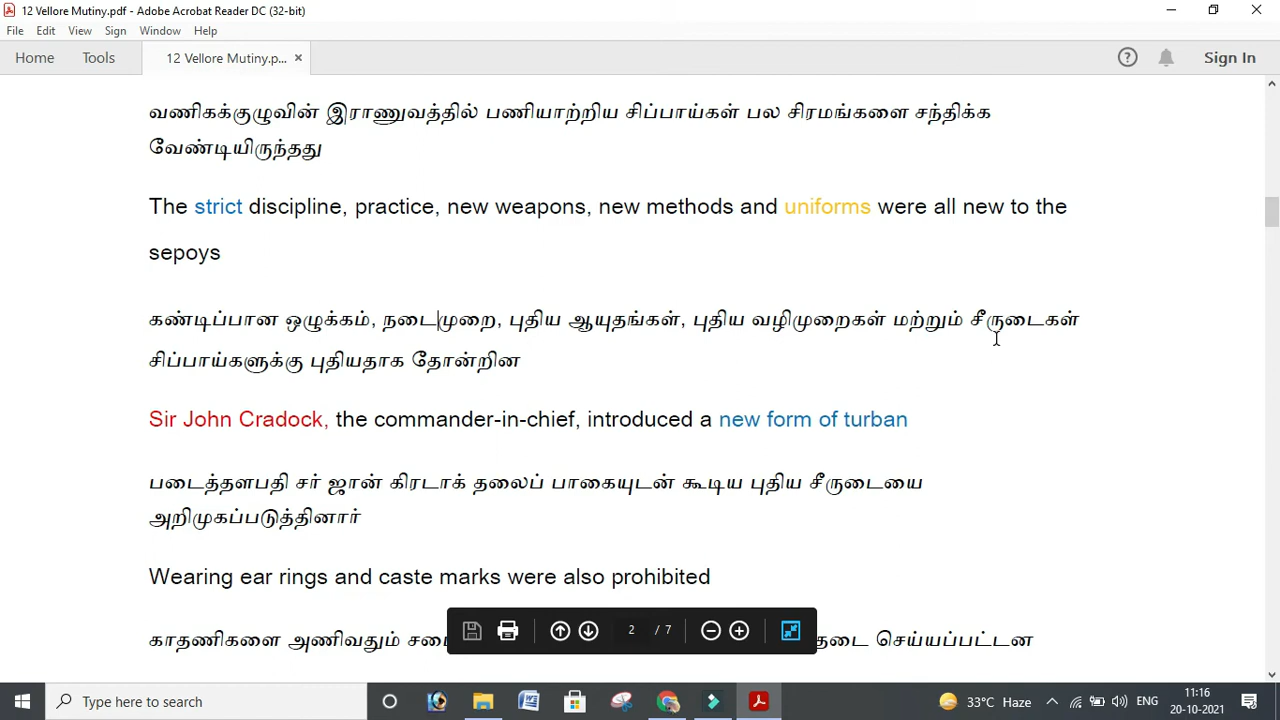 12 Vellore Mutiny.pdf - Adobe Acrobat Reader DC (32-bit)
File Edit View Sign Window Help
Home Tools 12 Vellore Mutiny.p... × Sign In
வணிகக்குழுவின் இராணுவத்தில் பணியாற்றிய சிப்பாய்கள் பல சிரமங்களை சந்திக்க
வேண்டியிருந்தது
The strict discipline, practice, new weapons, new methods and uniforms were all new to the
sepoys
கண்டிப்பான ஒழுக்கம், நடைமுறை, புதிய ஆயுதங்கள், புதிய வழிமுறைகள் மற்றும் சீருடைகள்
சிப்பாய்களுக்கு புதியதாக தோன்றின
Sir John Cradock, the commander-in-chief, introduced a new form of turban
படைத்தளபதி சர் ஜான் கிரடாக் தலைப் பாகையுடன் கூடிய புதிய சீருடையை
அறிமுகப்படுத்தினார்
Wearing ear rings and caste marks were also prohibited
காதணிகளை அணிவதும் தடை செய்யப்பட்டன
2 / 7
Type here to search
33°C Haze ENG 11:16
20-10-2021